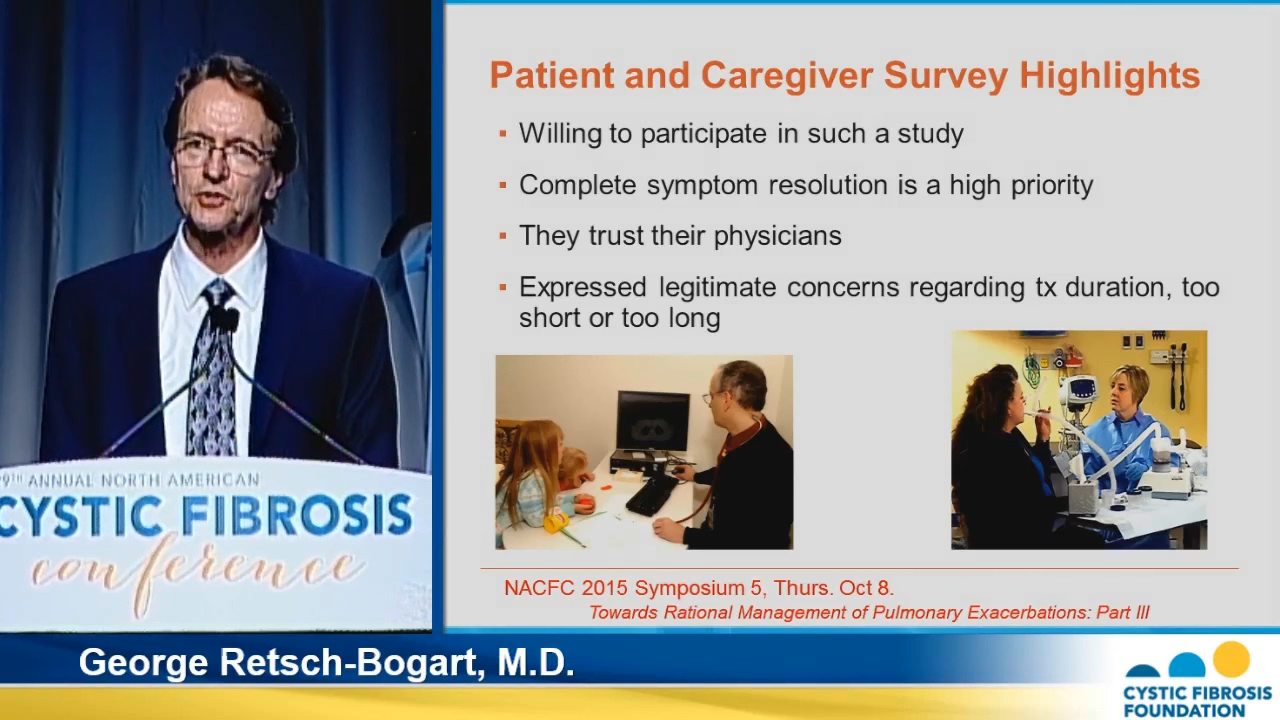 Patient and Caregiver Survey Highlights
▪ Willing to participate in such a study
▪ Complete symptom resolution is a high priority
▪ They trust their physicians
▪ Expressed legitimate concerns regarding tx duration, too
short or too long
9TH ANNUAL NORTH AMERICAN
CYSTIC FIBROSIS
conference
NACFC 2015 Symposium 5, Thurs. Oct 8.
Towards Rational Management of Pulmonary Exacerbations: Part III
George Retsch-Bogart, M.D.
CYSTIC FIBROSIS
FOUNDATION